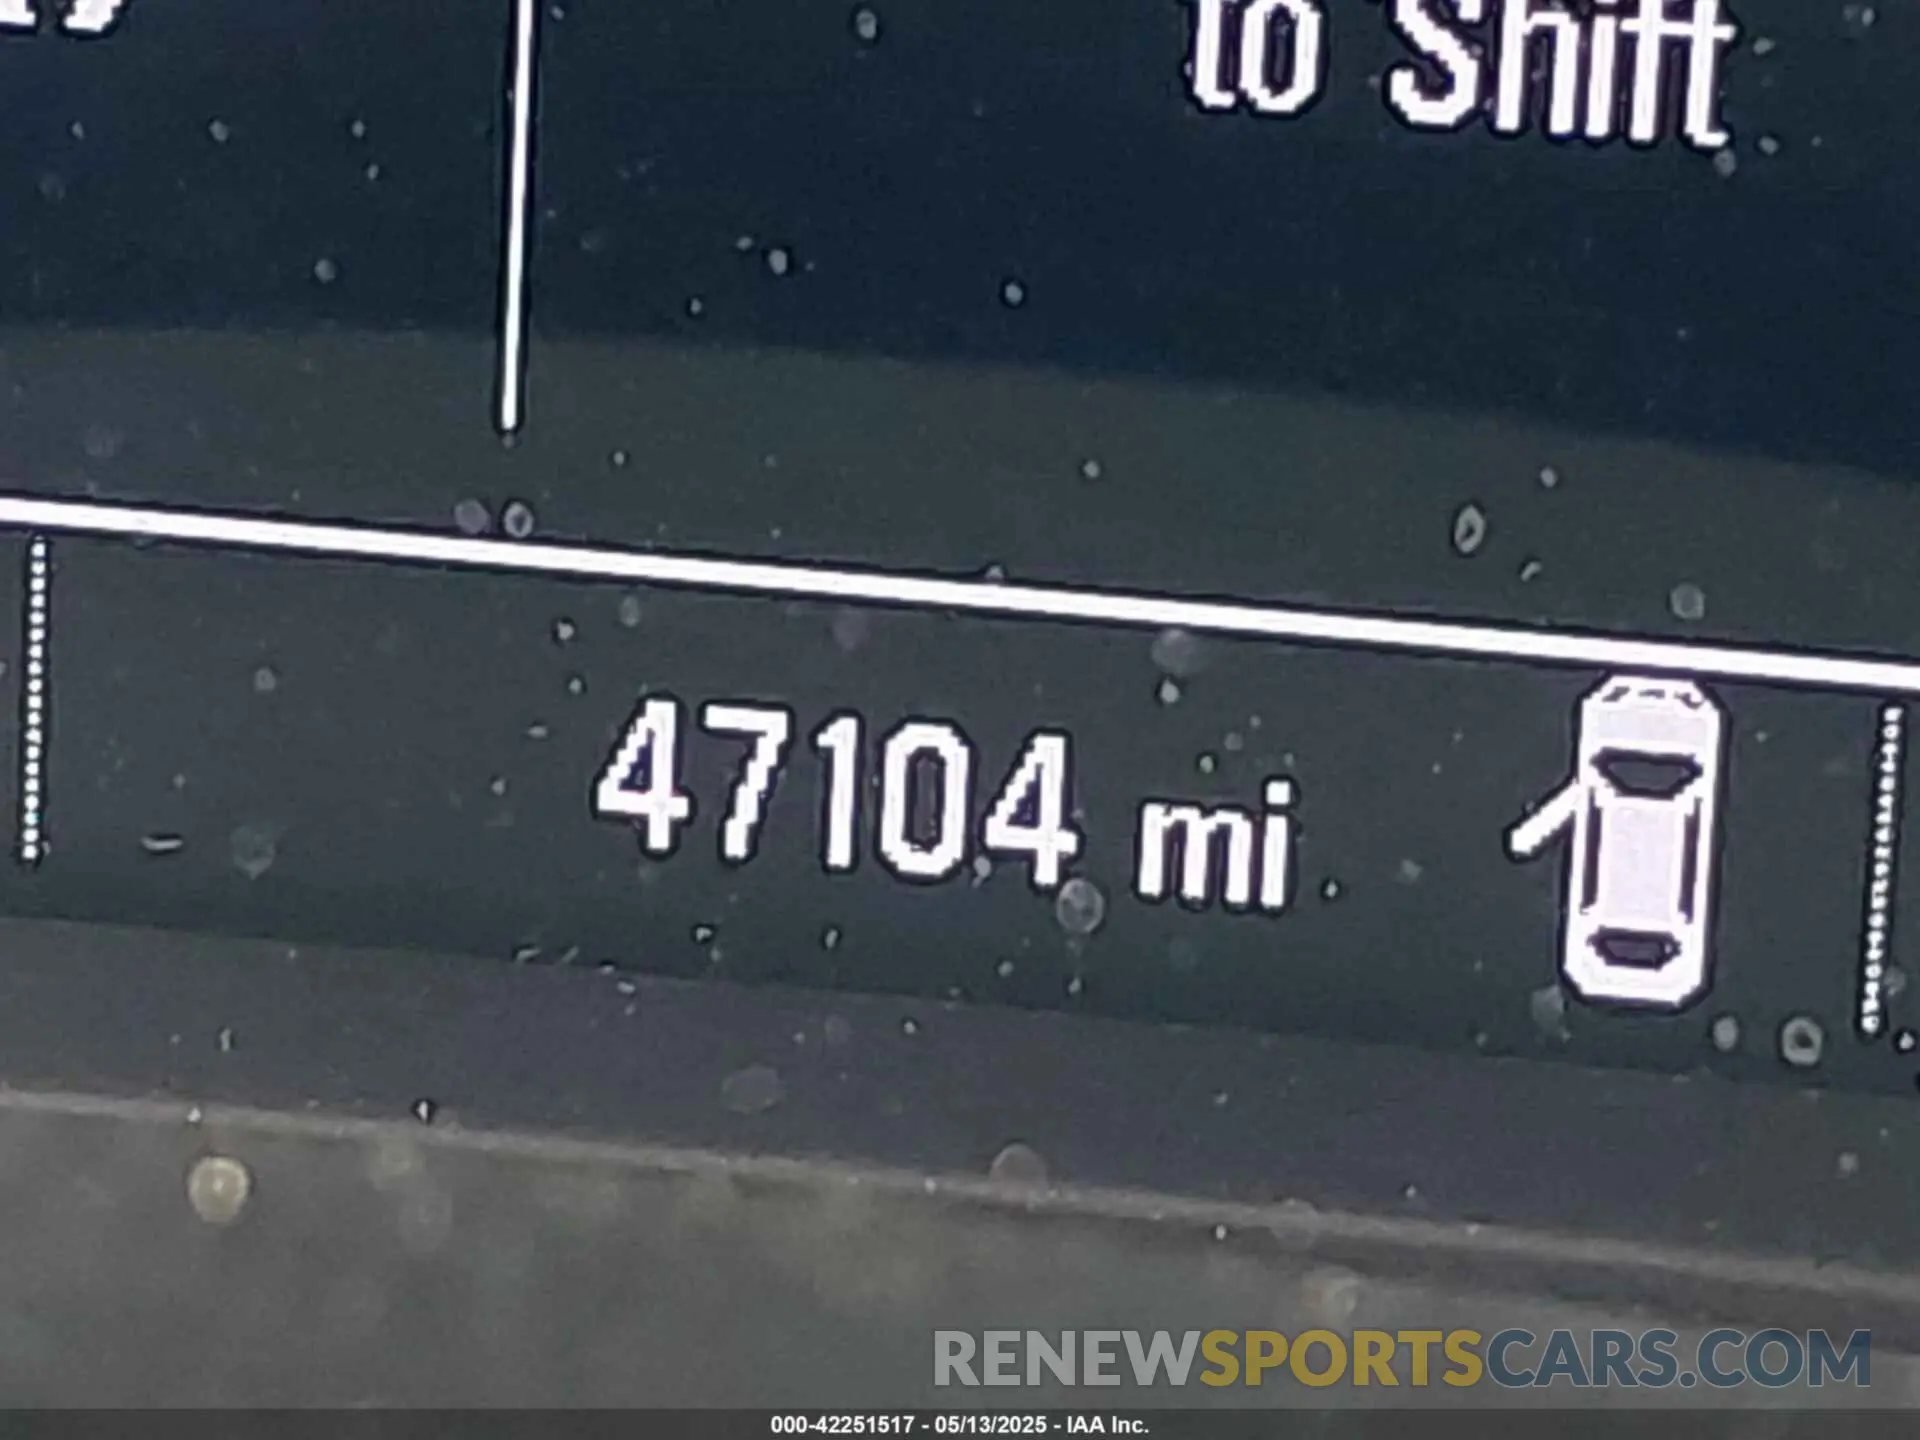 to Shift
47104 mi
RENEWSPORTSCARS.COM
000-42251517 - 05/13/2025 - IAA Inc.